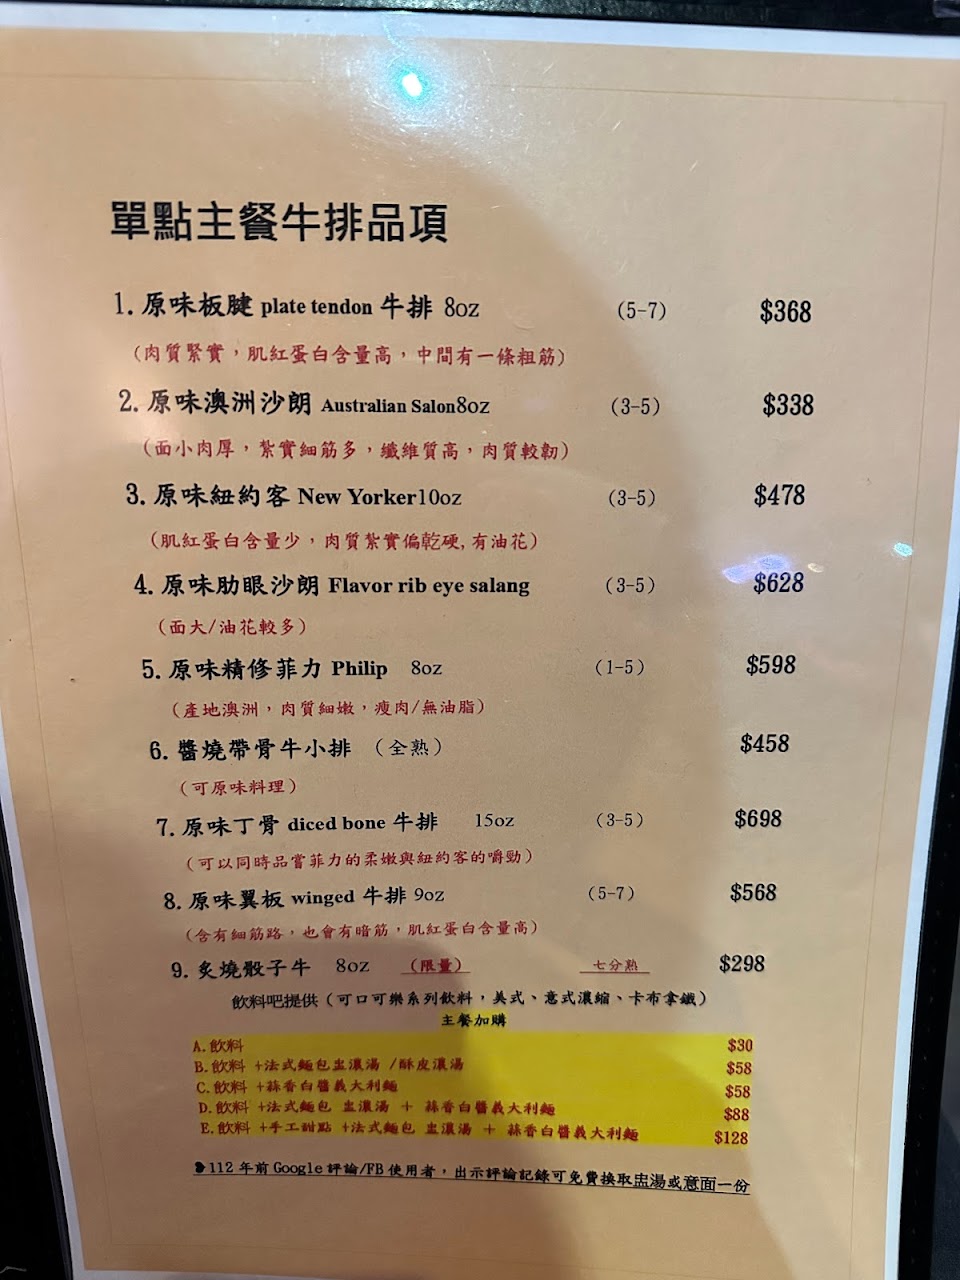 單點主餐牛排品項
1. 原味板腱 plate tendon 牛排 8oz (5-7) $368
(肉質緊實，肌紅蛋白含量高，中間有一條粗筋)
2. 原味澳洲沙朗 Australian Salon8oz (3-5) $338
(面小肉厚，紮實細筋多，纖維質高，肉質較韌)
3. 原味紐約客 New Yorker10oz (3-5) $478
(肌紅蛋白含量少，肉質紮實偏乾硬, 有油花)
4. 原味肋眼沙朗 Flavor rib eye salang (3-5) $628
(面大/油花較多)
5. 原味精修菲力 Philip 8oz (1-5) $598
(產地澳洲，肉質細嫩，瘦肉/無油脂)
6. 醬燒帶骨牛小排 (全熟) $458
(可原味料理)
7. 原味丁骨 diced bone 牛排 15oz (3-5) $698
(可以同時品嘗菲力的柔嫩與紐約客的嚼勁)
8. 原味翼板 winged 牛排 9oz (5-7) $568
(含有細筋路，也會有暗筋，肌紅蛋白含量高)
9. 炙燒骰子牛 8oz (限量) 七分熟 $298
飲料吧提供 (可口可樂系列飲料，美式、意式濃縮、卡布拿鐵)
主餐加購
A. 飲料 $30
B. 飲料 +法式麵包盅濃湯 /酥皮濃湯 $58
C. 飲料 +蒜香白醬義大利麵 $58
D. 飲料 +法式麵包 盅濃湯 + 蒜香白醬義大利麵 $88
E. 飲料 +手工甜點 +法式麵包 盅濃湯 + 蒜香白醬義大利麵 $128
❥112 年前 Google 評論/FB 使用者，出示評論記錄可免費換取盅湯或意面一份